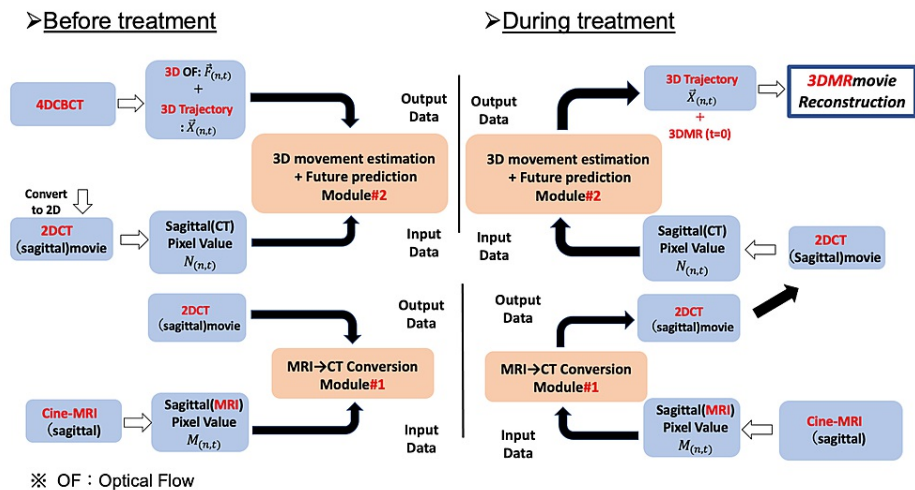 ➢Before treatment
4DCBCT
3D OF: F⃗(n,t)
+
3D Trajectory
: X⃗(n,t)
Output
Data
3D movement estimation
+ Future prediction
Module#2
Convert
to 2D
2DCT
（sagittal)movie
Sagittal(CT)
Pixel Value
N(n,t)
Input
Data
2DCT
（sagittal)movie
Output
Data
MRI→CT Conversion
Module#1
Cine-MRI
（sagittal)
Sagittal(MRI)
Pixel Value
M(n,t)
Input
Data
※ OF：Optical Flow
➢During treatment
Output
Data
3D Trajectory
X⃗(n,t)
+
3DMR (t=0)
3DMRmovie
Reconstruction
3D movement estimation
+ Future prediction
Module#2
Input
Data
Sagittal(CT)
Pixel Value
N(n,t)
2DCT
（Sagittal)movie
Output
Data
2DCT
（sagittal)movie
MRI→CT Conversion
Module#1
Input
Data
Sagittal(MRI)
Pixel Value
M(n,t)
Cine-MRI
（sagittal)